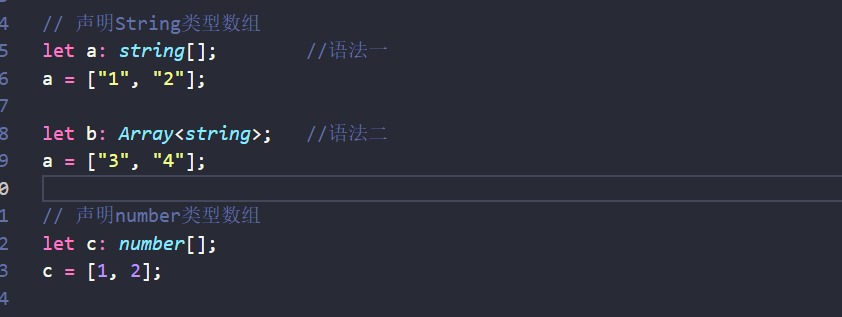 4 // 声明String类型数组
5 let a: string[]; //语法一
6 a = ["1", "2"];
7
8 let b: Array<string>; //语法二
9 a = ["3", "4"];
0
1 // 声明number类型数组
2 let c: number[];
3 c = [1, 2];
4